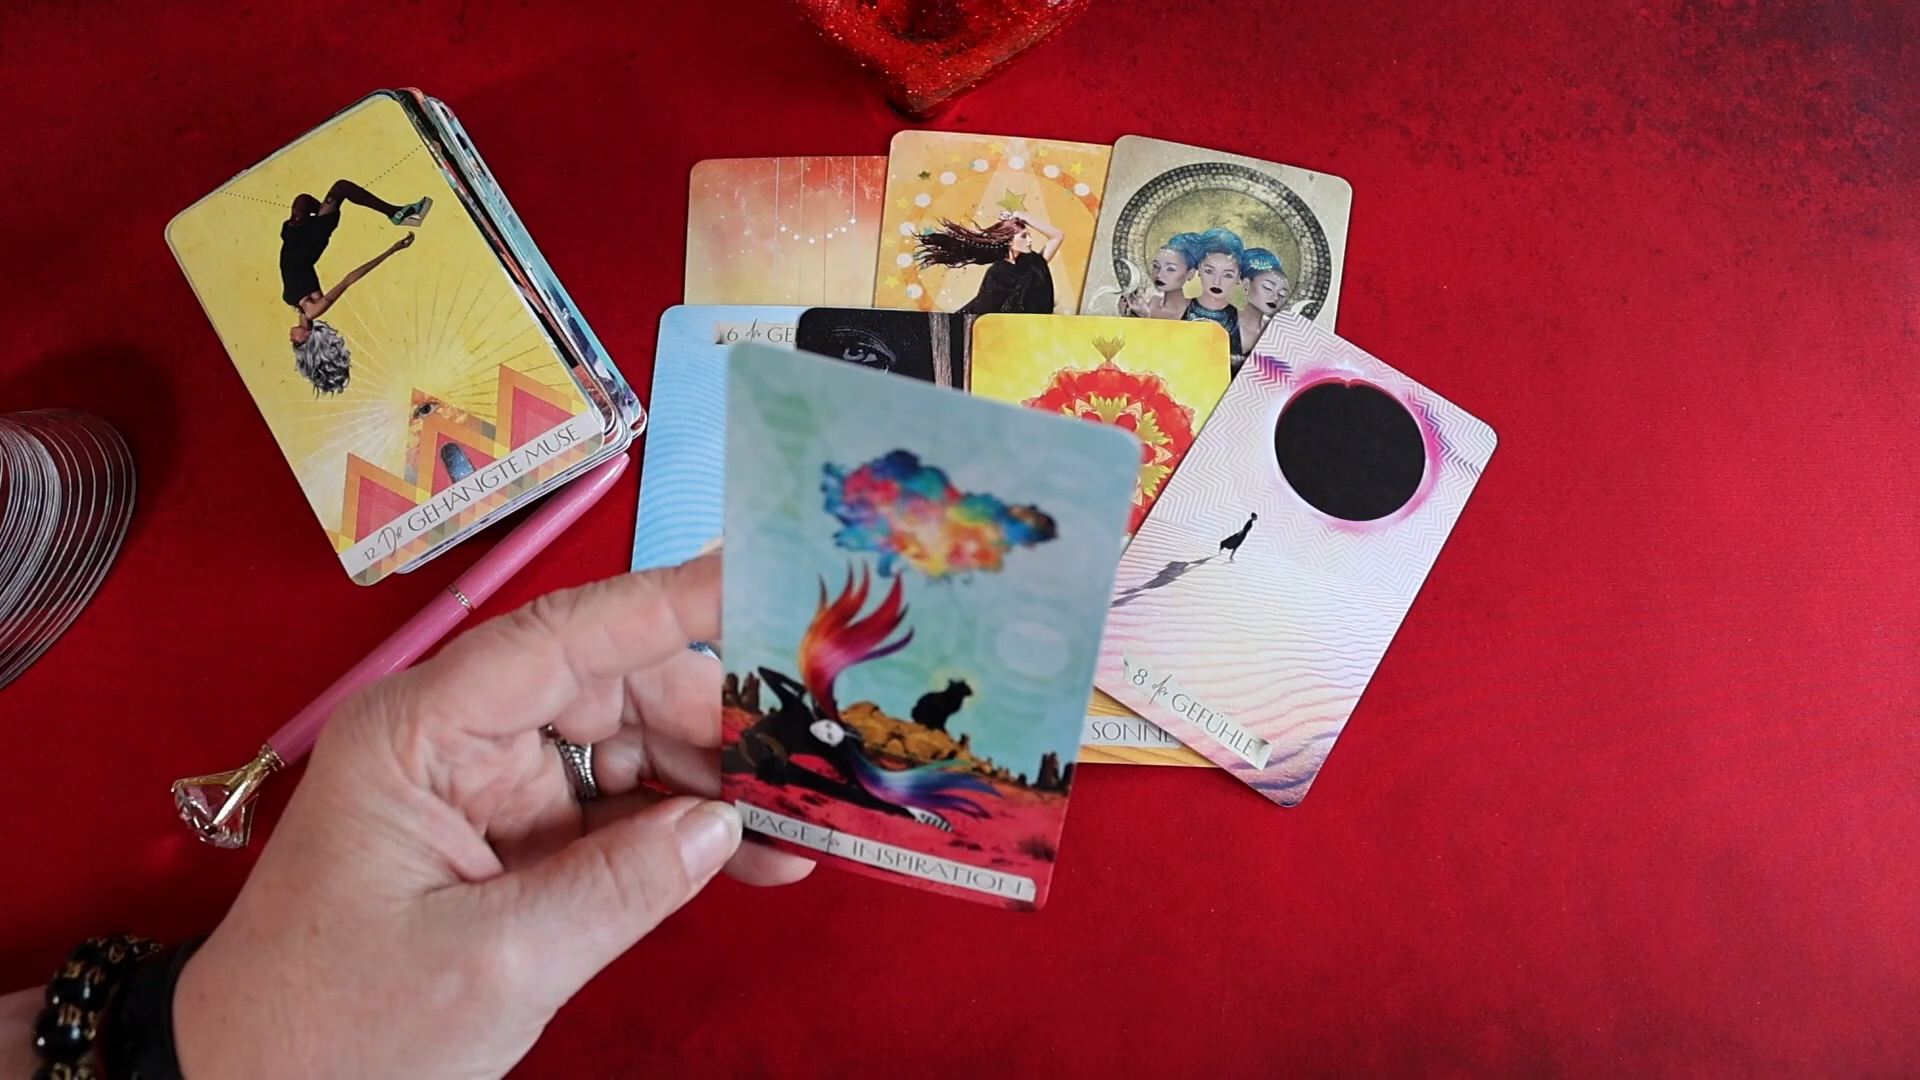 12. Die GEHÄNGTE MUSE
6 der GE
SONNE
8 der GEFÜHLE
PAGE der INSPIRATION